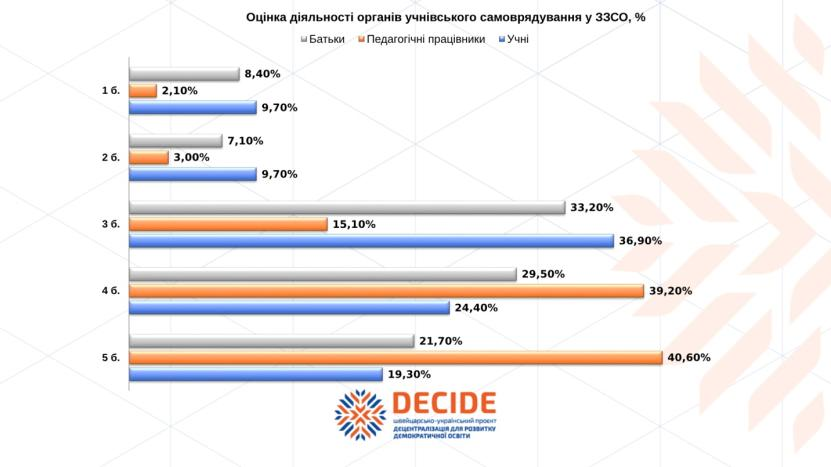 Оцінка діяльності органів учнівського самоврядування у ЗЗСО, %
Батьки Педагогічні працівники Учні
1 б.
8,40%
2,10%
9,70%
2 б.
7,10%
3,00%
9,70%
3 б.
33,20%
15,10%
36,90%
4 б.
29,50%
39,20%
24,40%
5 б.
21,70%
40,60%
19,30%
DECIDE
швейцарсько-український проєкт
ДЕЦЕНТРАЛІЗАЦІЯ ДЛЯ РОЗВИТКУ
ДЕМОКРАТИЧНОЇ ОСВІТИ